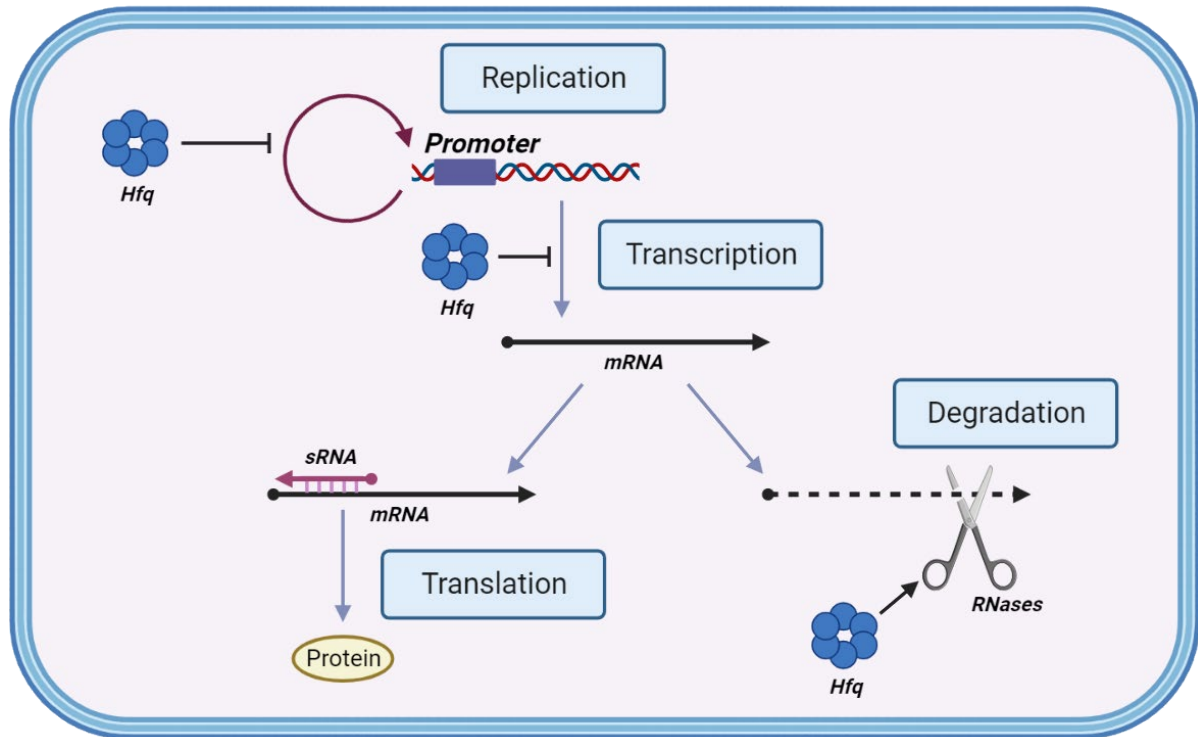 Replication
Promoter
Hfq
Transcription
Hfq
mRNA
Degradation
sRNA
mRNA
Translation
RNases
Protein
Hfq